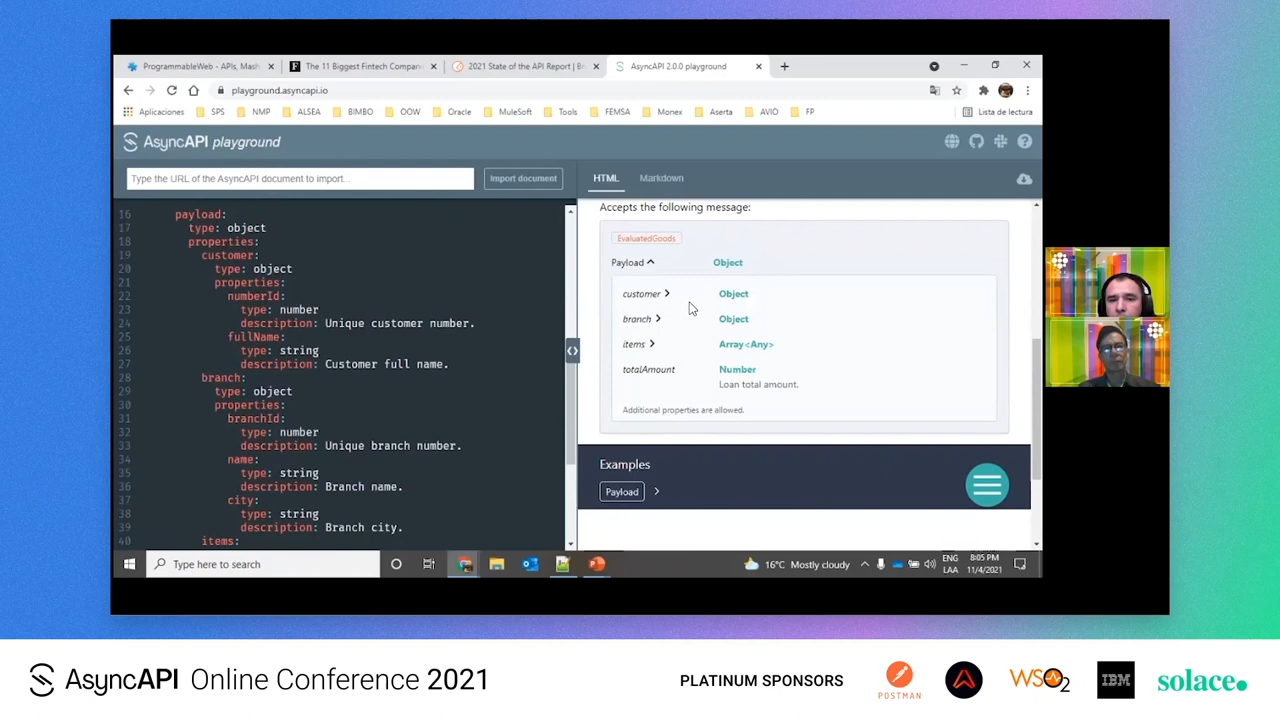 ProgrammableWeb - APIs, Mash
The 11 Biggest Fintech Compan
2021 State of the API Report | B
AsyncAPI 2.0.0 playground
playground.asyncapi.io
Aplicaciones SPS NMP ALSEA BIMBO OOW Oracle MuleSoft Tools FEMSA Monex Aserta AVIO FP Lista de lectura
AsyncAPI playground
Type the URL of the AsyncAPI document to import...
Import document
HTML Markdown
16 payload:
17 type: object
18 properties:
19 customer:
20 type: object
21 properties:
22 numberId:
23 type: number
24 description: Unique customer number.
25 fullName:
26 type: string
27 description: Customer full name.
28 branch:
29 type: object
30 properties:
31 branchId:
32 type: number
33 description: Unique branch number.
34 name:
35 type: string
36 description: Branch name.
37 city:
38 type: string
39 description: Branch city.
40 items:
Accepts the following message:
EvaluatedGoods
Payload Object
customer Object
branch Object
items Array<Any>
totalAmount Number
Loan total amount.
Additional properties are allowed.
Examples
Payload
Type here to search
16°C Mostly cloudy
ENG
LAA
8:05 PM
11/4/2021
AsyncAPI Online Conference 2021
PLATINUM SPONSORS
POSTMAN
WSO2
IBM
solace.